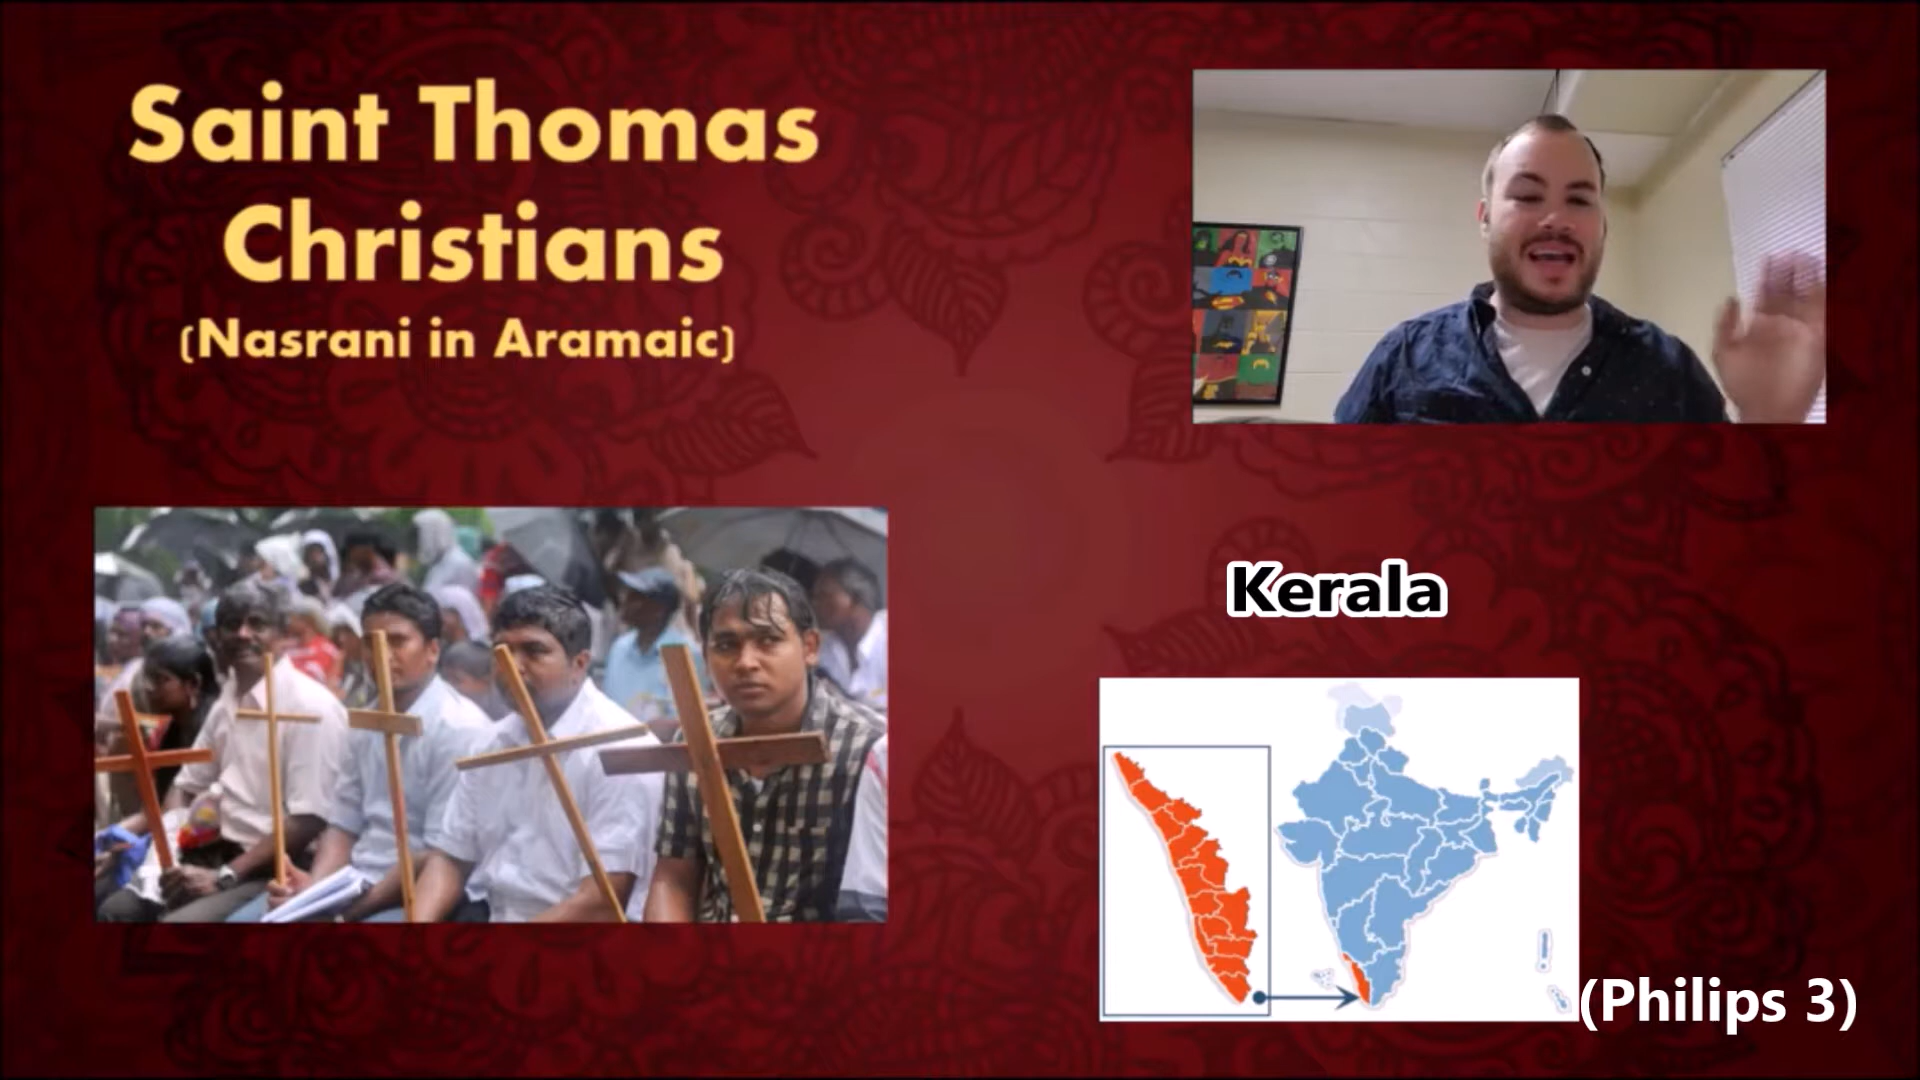 Saint Thomas
Christians
(Nasrani in Aramaic)
Kerala
(Philips 3)